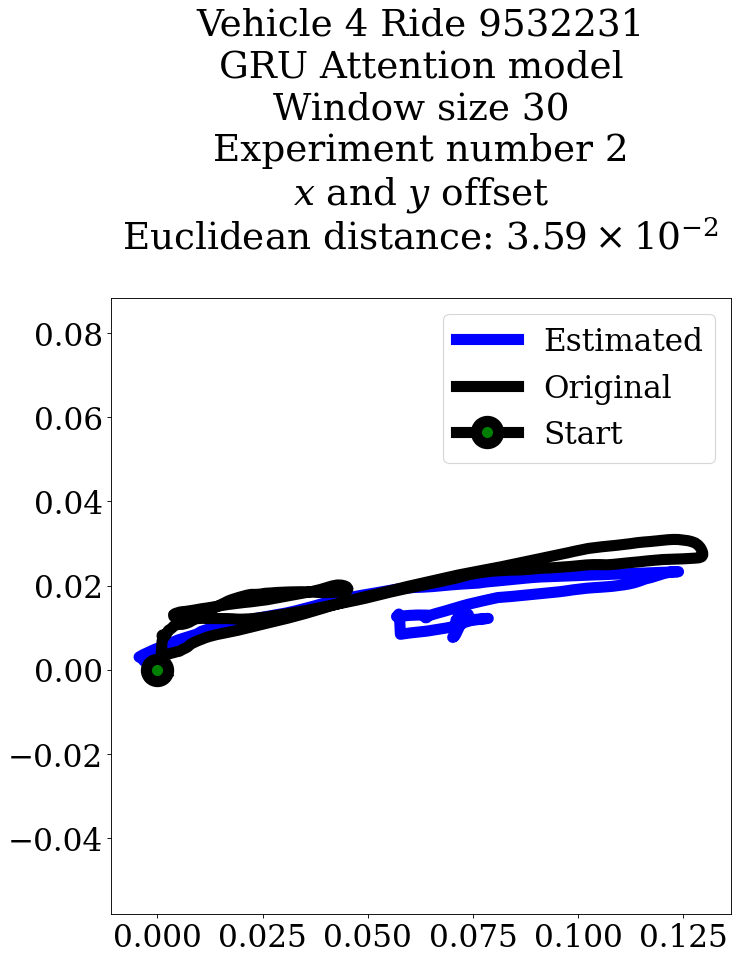 Vehicle 4 Ride 9532231
GRU Attention model
Window size 30
Experiment number 2
x and y offset
Euclidean distance: 3.59 × 10⁻²
Estimated
Original
Start
0.08
0.06
0.04
0.02
0.00
−0.02
−0.04
0.000 0.025 0.050 0.075 0.100 0.125